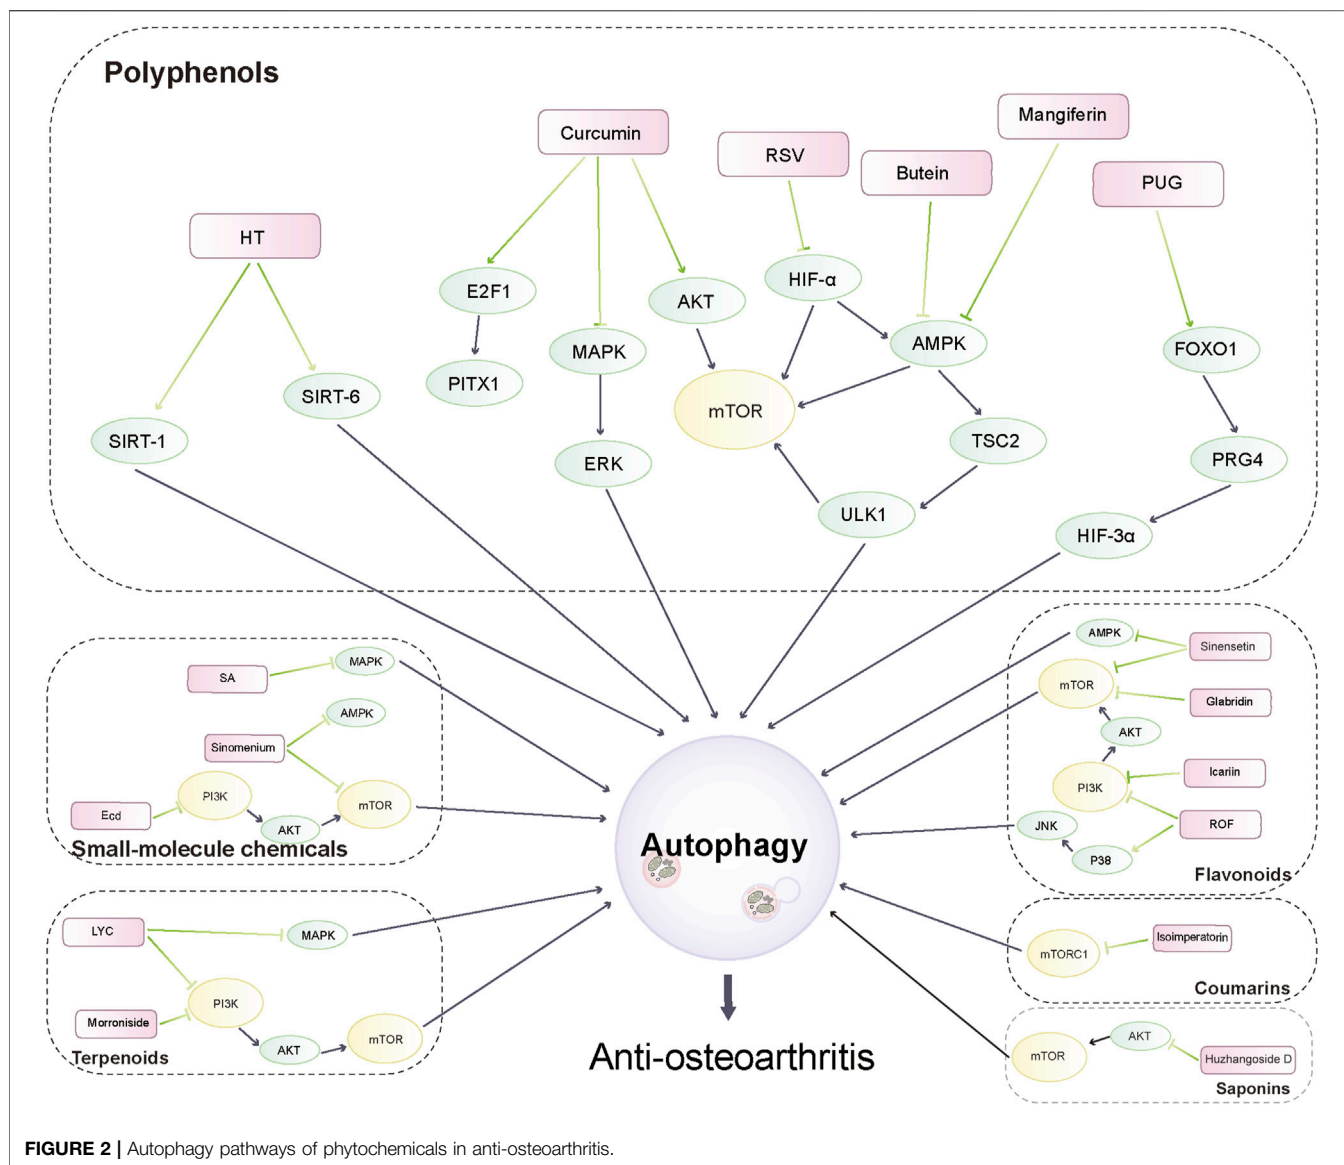 Polyphenols
Mangiferin
Curcumin
RSV
Butein
PUG
HT
E2F1
AKT
HIF-α
MAPK
AMPK
FOXO1
PITX1
SIRT-6
mTOR
SIRT-1
TSC2
ERK
PRG4
ULK1
HIF-3α
SA
MAPK
AMPK
Sinomenium
PI3K
mTOR
Ecd
AKT
Small-molecule chemicals
LYC
MAPK
PI3K
Morroniside
AKT
mTOR
Terpenoids
Autophagy
Anti-osteoarthritis
AMPK
Sinensetin
mTOR
Glabridin
AKT
Icariin
PI3K
JNK
ROF
P38
Flavonoids
Isoimperatorin
mTORC1
Coumarins
AKT
mTOR
Huzhangoside D
Saponins
FIGURE 2 | Autophagy pathways of phytochemicals in anti-osteoarthritis.